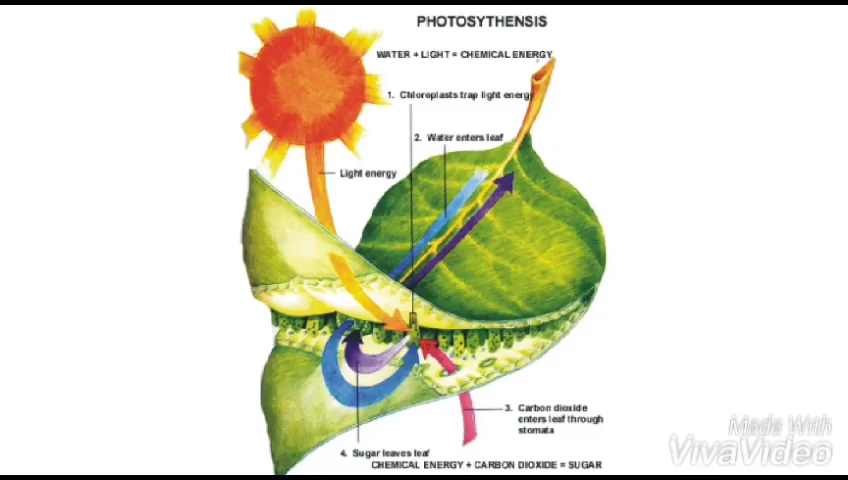 PHOTOSYTHENSIS
WATER + LIGHT = CHEMICAL ENERGY
1. Chloroplasts trap light energy
2. Water enters leaf
Light energy
3. Carbon dioxide
enters leaf through
stomata
4. Sugar leaves leaf
CHEMICAL ENERGY + CARBON DIOXIDE = SUGAR
Made With
VivaVideo